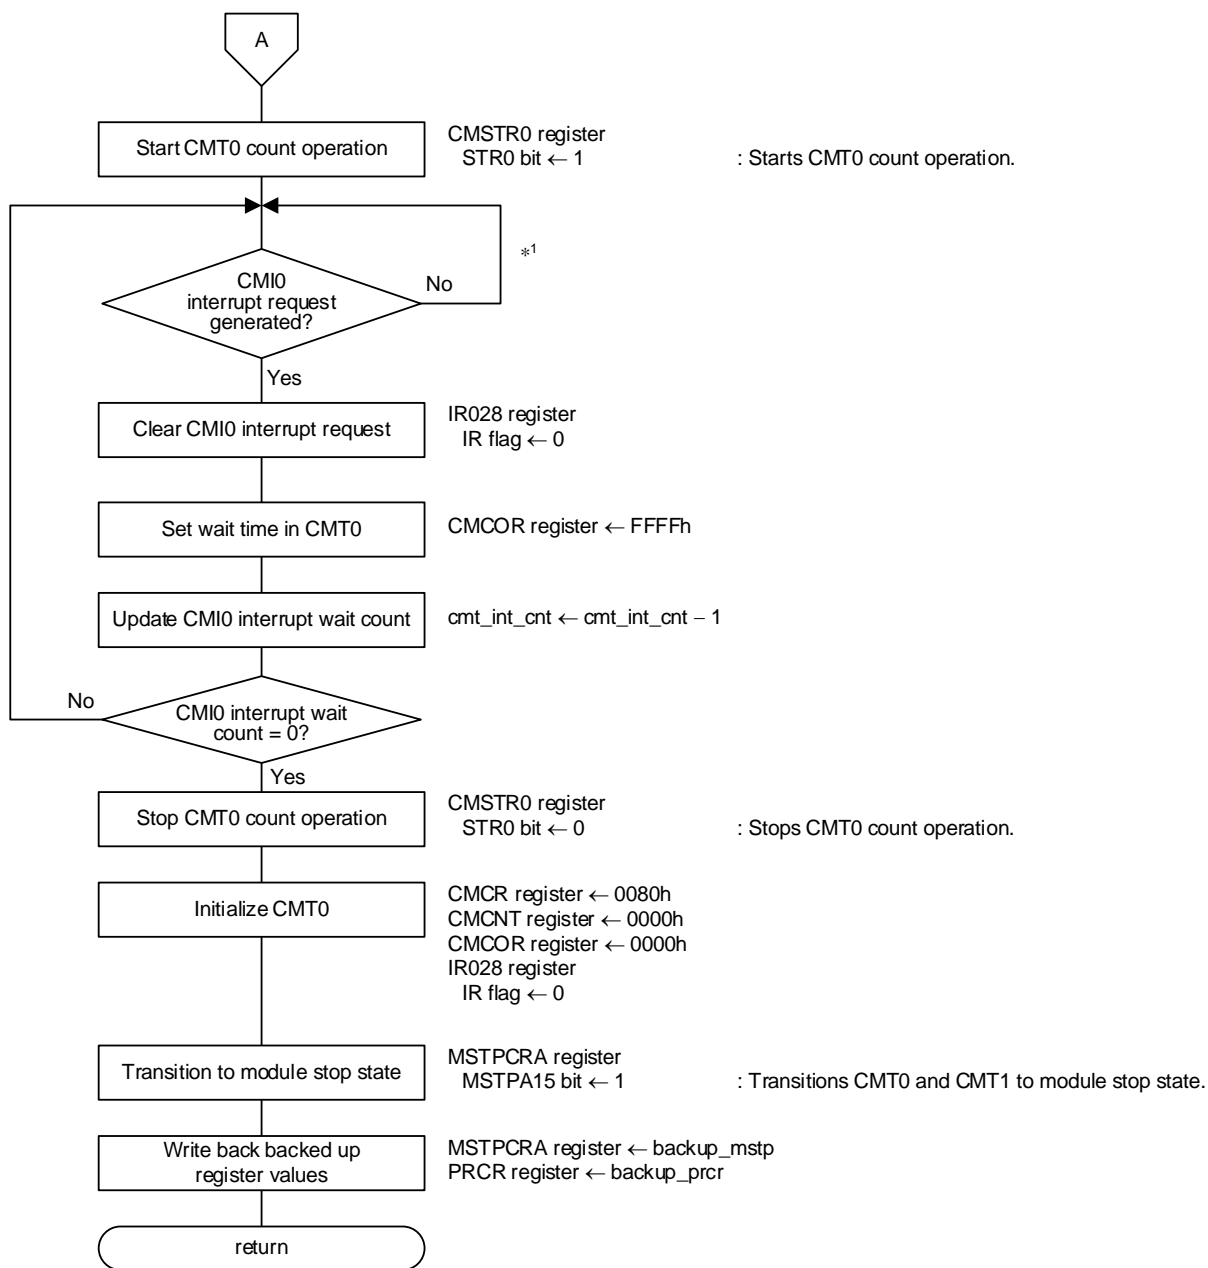 A
Start CMT0 count operation
CMSTR0 register
STR0 bit ← 1 : Starts CMT0 count operation.
*1
CMI0
interrupt request
generated?
No
Yes
Clear CMI0 interrupt request
IR028 register
IR flag ← 0
Set wait time in CMT0
CMCOR register ← FFFFh
Update CMI0 interrupt wait count
cmt_int_cnt ← cmt_int_cnt − 1
No
CMI0 interrupt wait
count = 0?
Yes
Stop CMT0 count operation
CMSTR0 register
STR0 bit ← 0 : Stops CMT0 count operation.
Initialize CMT0
CMCR register ← 0080h
CMCNT register ← 0000h
CMCOR register ← 0000h
IR028 register
IR flag ← 0
Transition to module stop state
MSTPCRA register
MSTPA15 bit ← 1 : Transitions CMT0 and CMT1 to module stop state.
Write back backed up
register values
MSTPCRA register ← backup_mstp
PRCR register ← backup_prcr
return